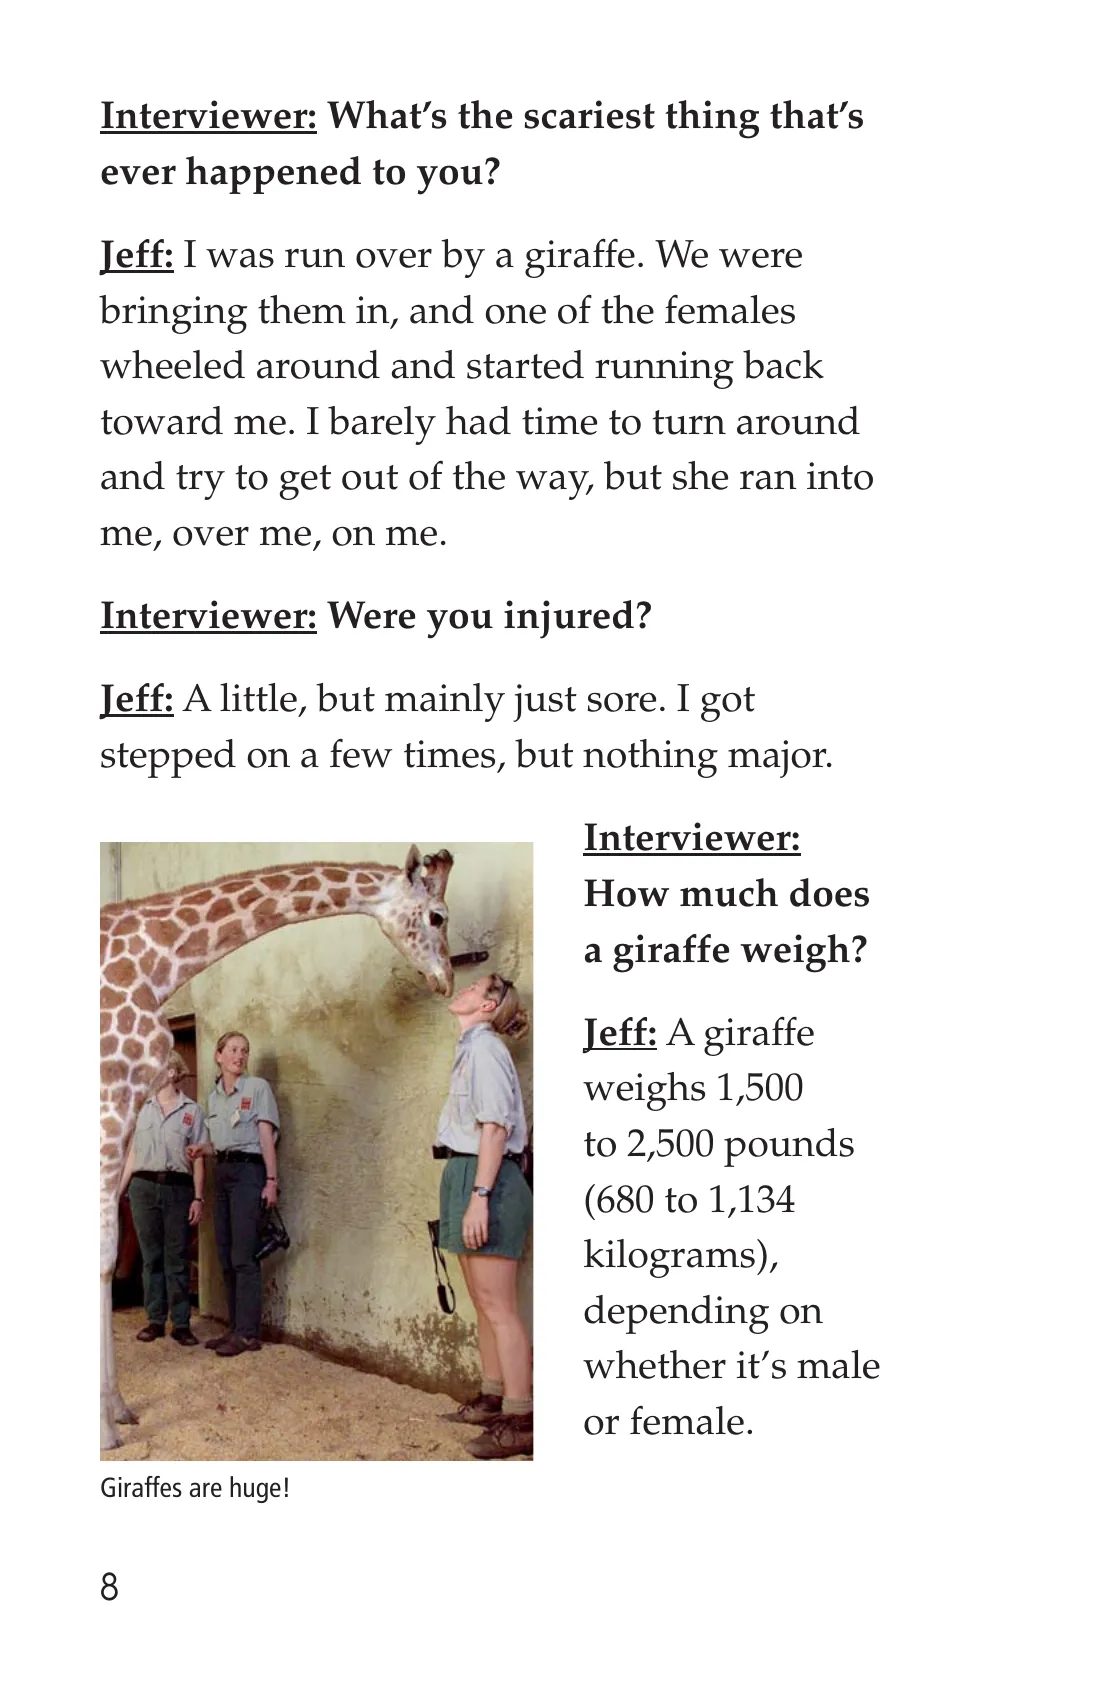 Interviewer: What’s the scariest thing that’s
ever happened to you?
Jeff: I was run over by a giraffe. We were
bringing them in, and one of the females
wheeled around and started running back
toward me. I barely had time to turn around
and try to get out of the way, but she ran into
me, over me, on me.
Interviewer: Were you injured?
Jeff: A little, but mainly just sore. I got
stepped on a few times, but nothing major.
Interviewer:
How much does
a giraffe weigh?
Jeff: A giraffe
weighs 1,500
to 2,500 pounds
(680 to 1,134
kilograms),
depending on
whether it’s male
or female.
Giraffes are huge!
8